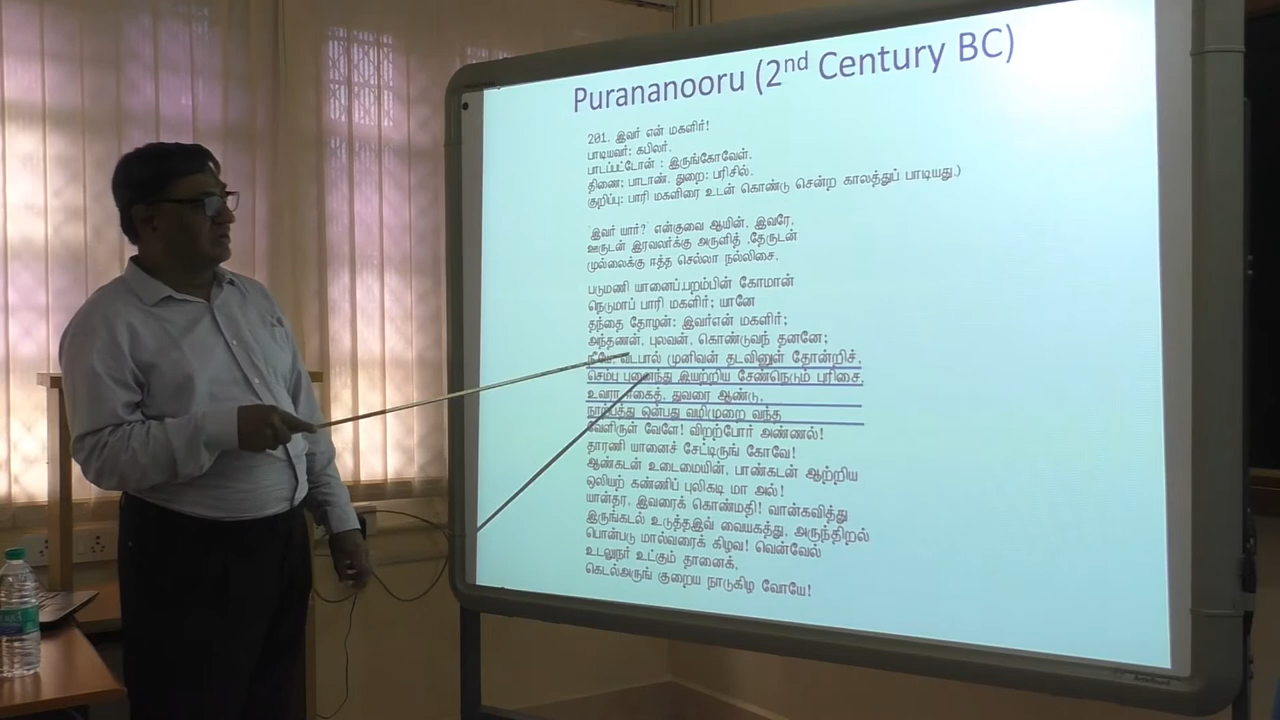 Purananooru (2nd Century BC)
201. இவர் என் மகளிர்!
பாடியவர்: கபிலர்.
பாடப்பட்டோன் : இருங்கோவேள்.
திணை; பாடாண். துறை: பரிசில்.
குறிப்பு: பாரி மகளிரை உடன் கொண்டு சென்ற காலத்துப் பாடியது.)
'இவர் யார்?' என்குவை ஆயின், இவரே,
ஊருடன் இரவலர்க்கு அருளித் ,தேருடன்
முல்லைக்கு ஈத்த செல்லா நல்லிசை,
படுமணி யானைப்பறம்பின் கோமான்
நெடுமாப் பாரி மகளிர்; யானே
தந்தை தோழன்: இவர்என் மகளிர்;
அந்தணன், புலவன், கொண்டுவந் தனனே;
நீயே, வடபால் முனிவன் தடவினுள் தோன்றிச்,
செம்பு புனைந்து இயற்றிய சேண்நெடும் புரிசை,
உவரா ஈகைத், துவரை ஆண்டு,
நாற்பத்து ஒன்பது வழிமுறை வந்த
வேளிருள் வேளே! விறற்போர் அண்ணல்!
தாரணி யானைச் சேட்டிருங் கோவே!
ஆண்கடன் உடைமையின், பாண்கடன் ஆற்றிய
ஒலியற் கண்ணிப் புலிகடி மா அல்!
யான்தர, இவரைக் கொண்மதி! வான்கவித்து
இருங்கடல் உடுத்தஇவ் வையகத்து, அருந்திறல்
பொன்படு மால்வரைக் கிழவ! வென்வேல்
உடலுநர் உட்கும் தானைக்,
கெடல்அருங் குறைய நாடுகிழ வோயே!